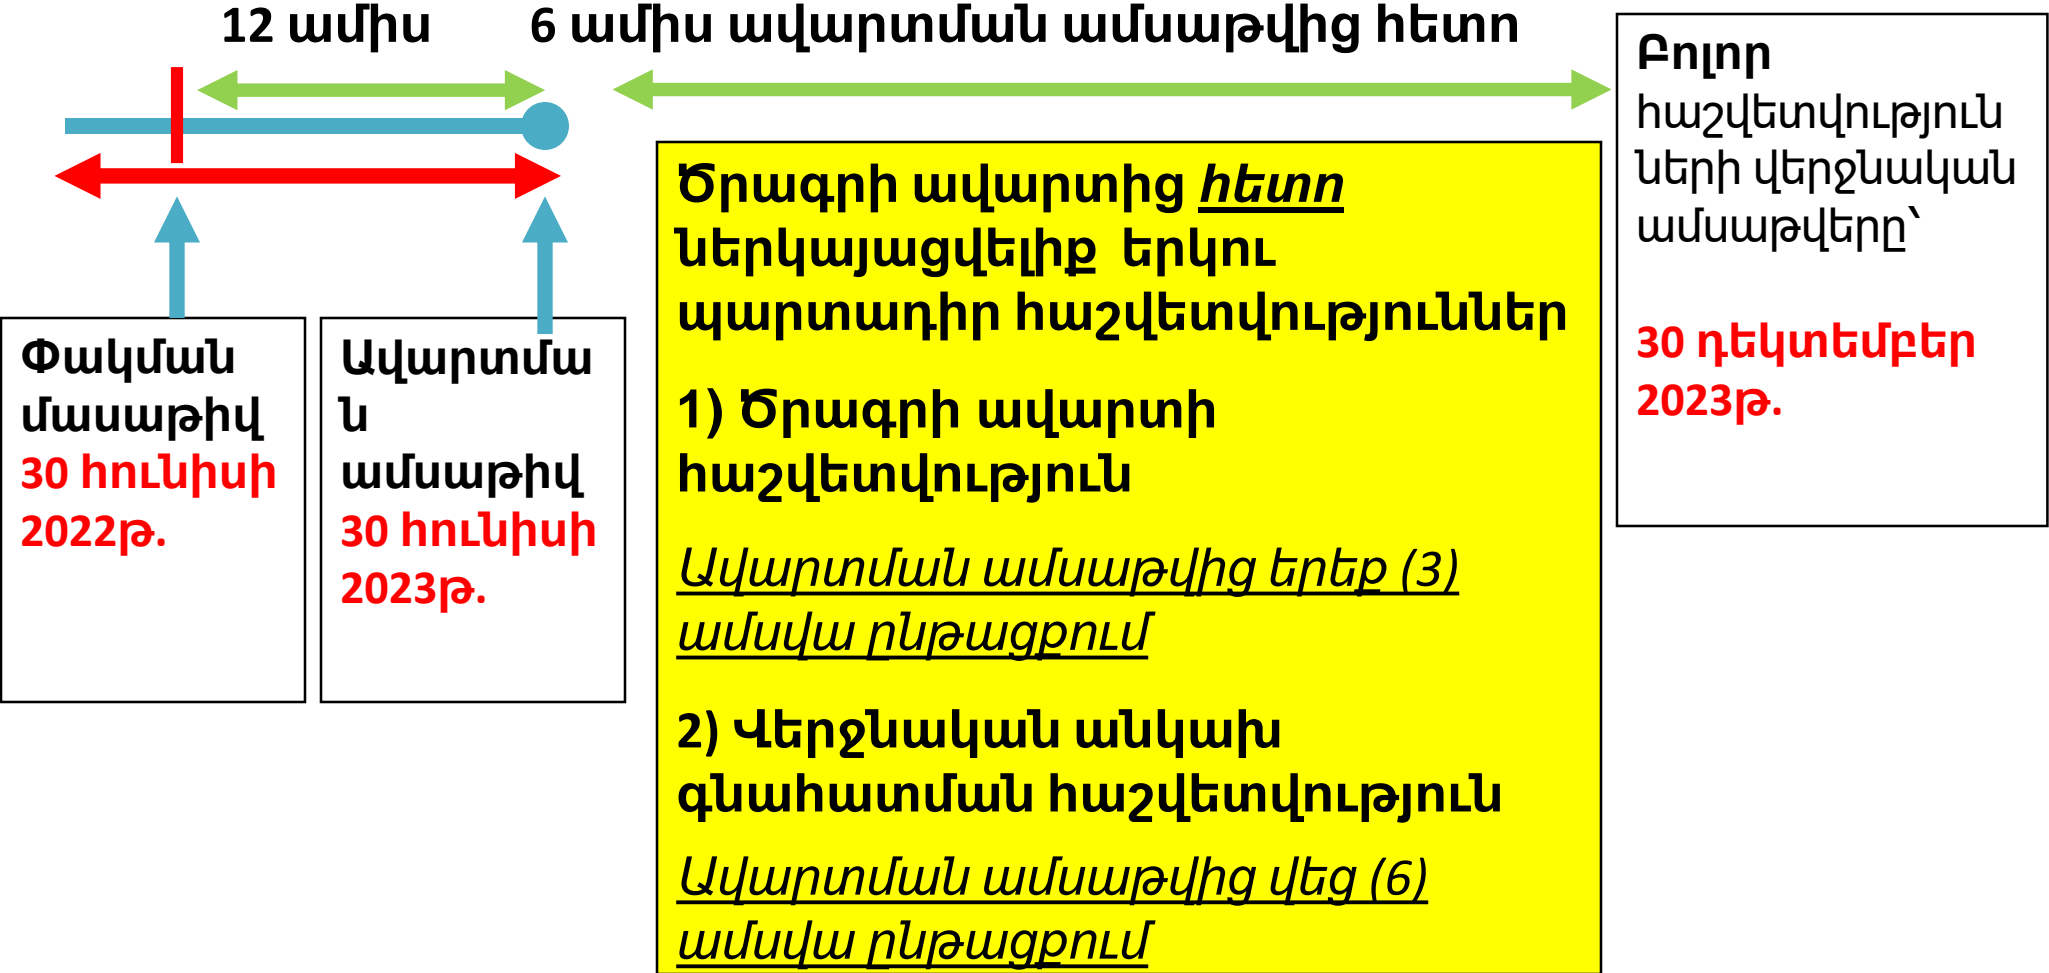 12 ամիս
6 ամիս ավարտման ամսաթվից հետո
Փակման
մասաթիվ
30 հունիսի
2022թ.
Ավարտմա
ն
ամսաթիվ
30 հունիսի
2023թ.
Ծրագրի ավարտից հետո
ներկայացվելիք երկու
պարտադիր հաշվետվություններ
1) Ծրագրի ավարտի
հաշվետվություն
Ավարտման ամսաթվից երեք (3)
ամսվա ընթացքում
2) Վերջնական անկախ
գնահատման հաշվետվություն
Ավարտման ամսաթվից վեց (6)
ամսվա ընթացքում
Բոլոր
հաշվետվություն
ների վերջնական
ամսաթվերը՝
30 դեկտեմբեր
2023թ.